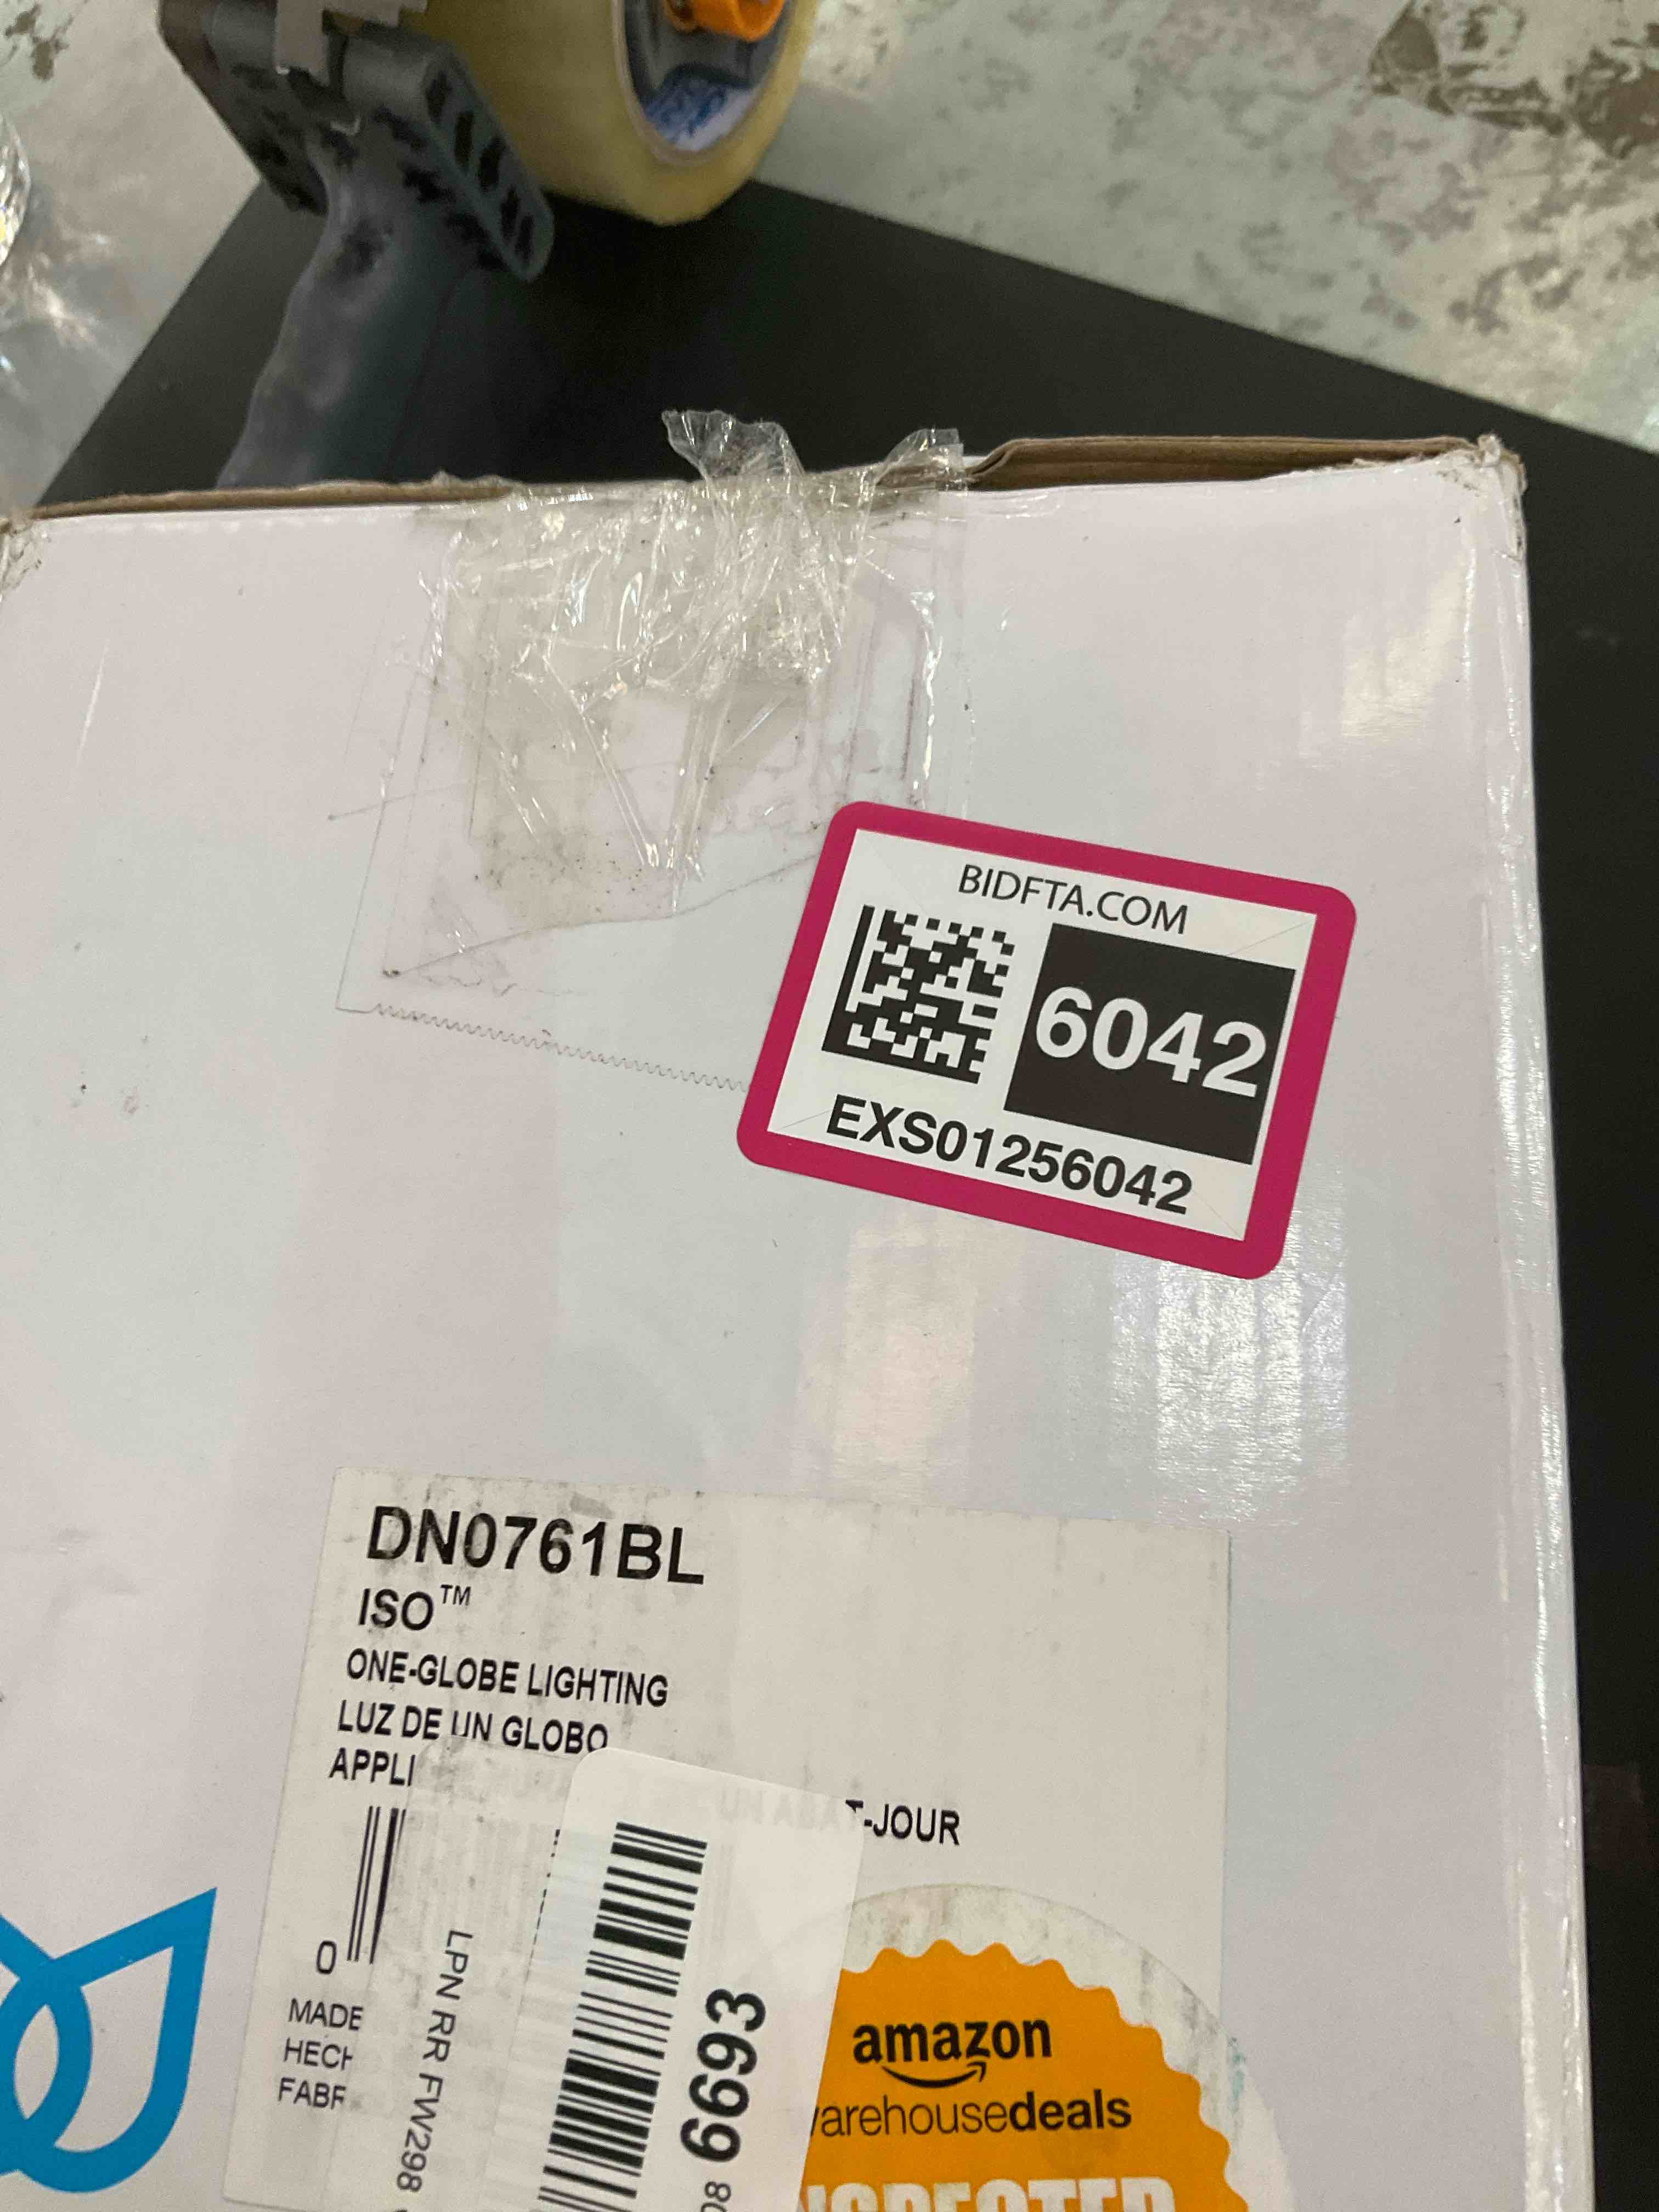 BIDFTA.COM
6042
EXS01256042
DN0761BL
ISO™
ONE-GLOBE LIGHTING
LUZ DE UN GLOBO
APPLI
T-JOUR
0
MADE
HECH
FABR
LPN RR FW298
6693
amazon
arehousedeals